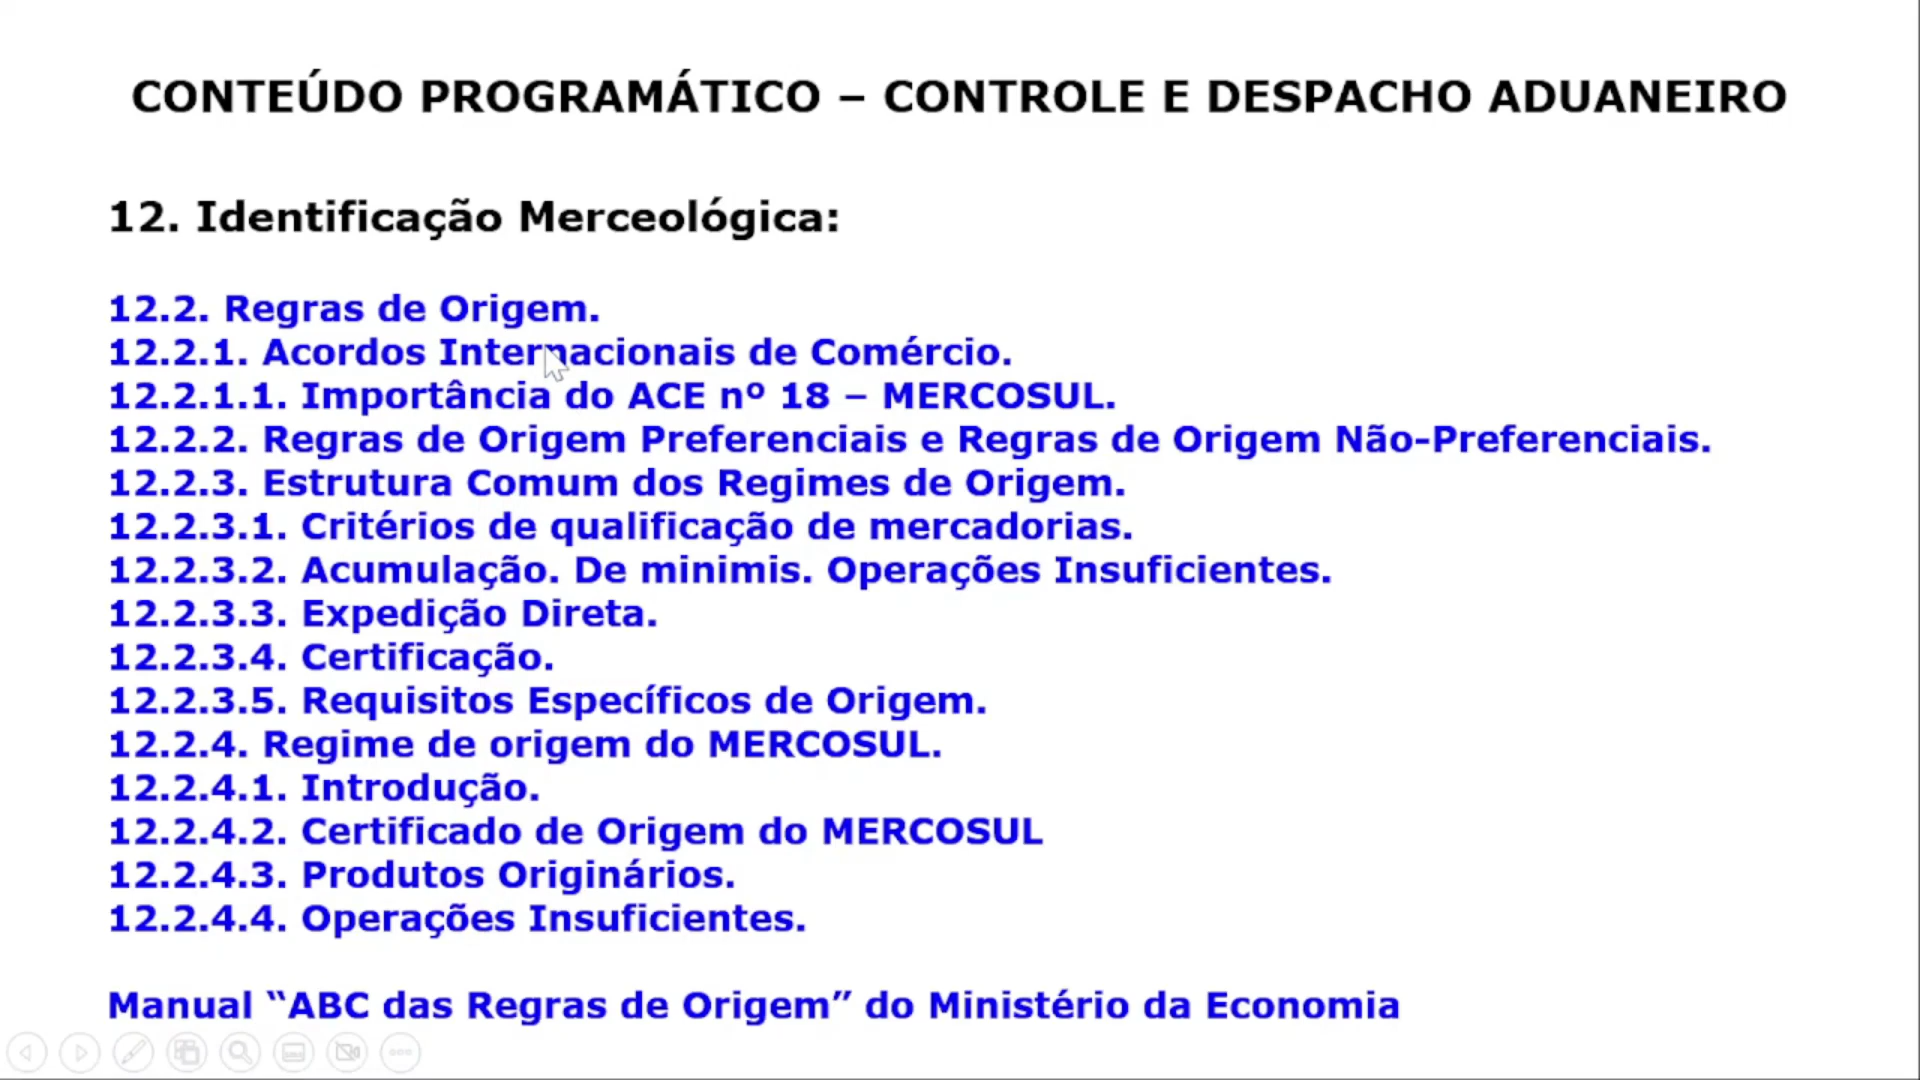 CONTEÚDO PROGRAMÁTICO – CONTROLE E DESPACHO ADUANEIRO
12. Identificação Merceológica:
12.2. Regras de Origem.
12.2.1. Acordos Internacionais de Comércio.
12.2.1.1. Importância do ACE nº 18 – MERCOSUL.
12.2.2. Regras de Origem Preferenciais e Regras de Origem Não-Preferenciais.
12.2.3. Estrutura Comum dos Regimes de Origem.
12.2.3.1. Critérios de qualificação de mercadorias.
12.2.3.2. Acumulação. De minimis. Operações Insuficientes.
12.2.3.3. Expedição Direta.
12.2.3.4. Certificação.
12.2.3.5. Requisitos Específicos de Origem.
12.2.4. Regime de origem do MERCOSUL.
12.2.4.1. Introdução.
12.2.4.2. Certificado de Origem do MERCOSUL
12.2.4.3. Produtos Originários.
12.2.4.4. Operações Insuficientes.
Manual “ABC das Regras de Origem” do Ministério da Economia